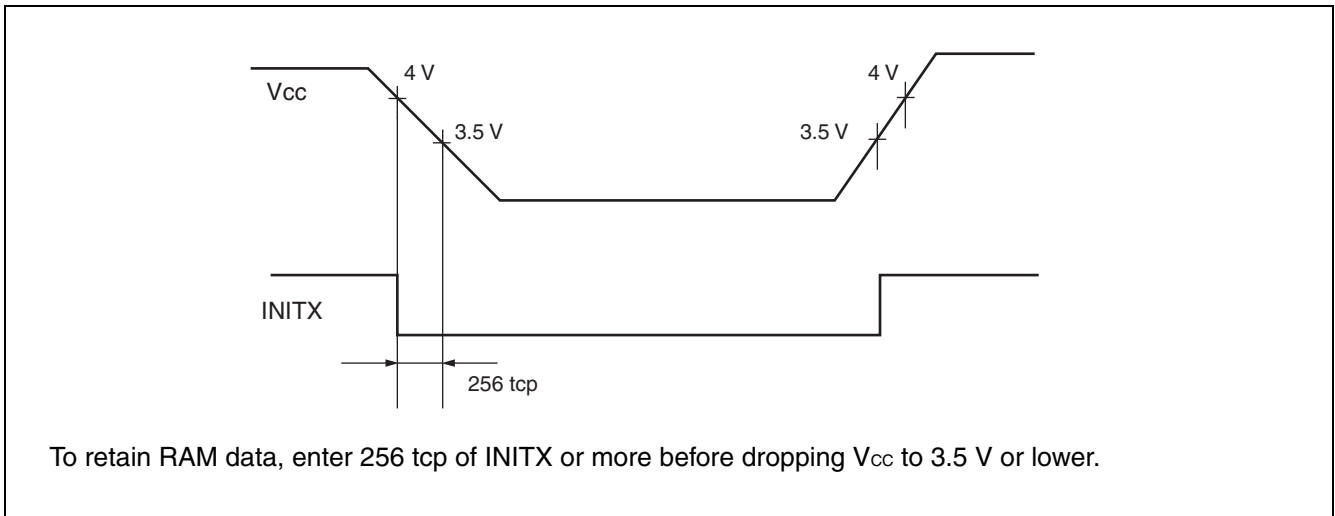 4 V
4 V
Vcc
3.5 V
3.5 V
INITX
256 tcp
To retain RAM data, enter 256 tcp of INITX or more before dropping Vcc to 3.5 V or lower.